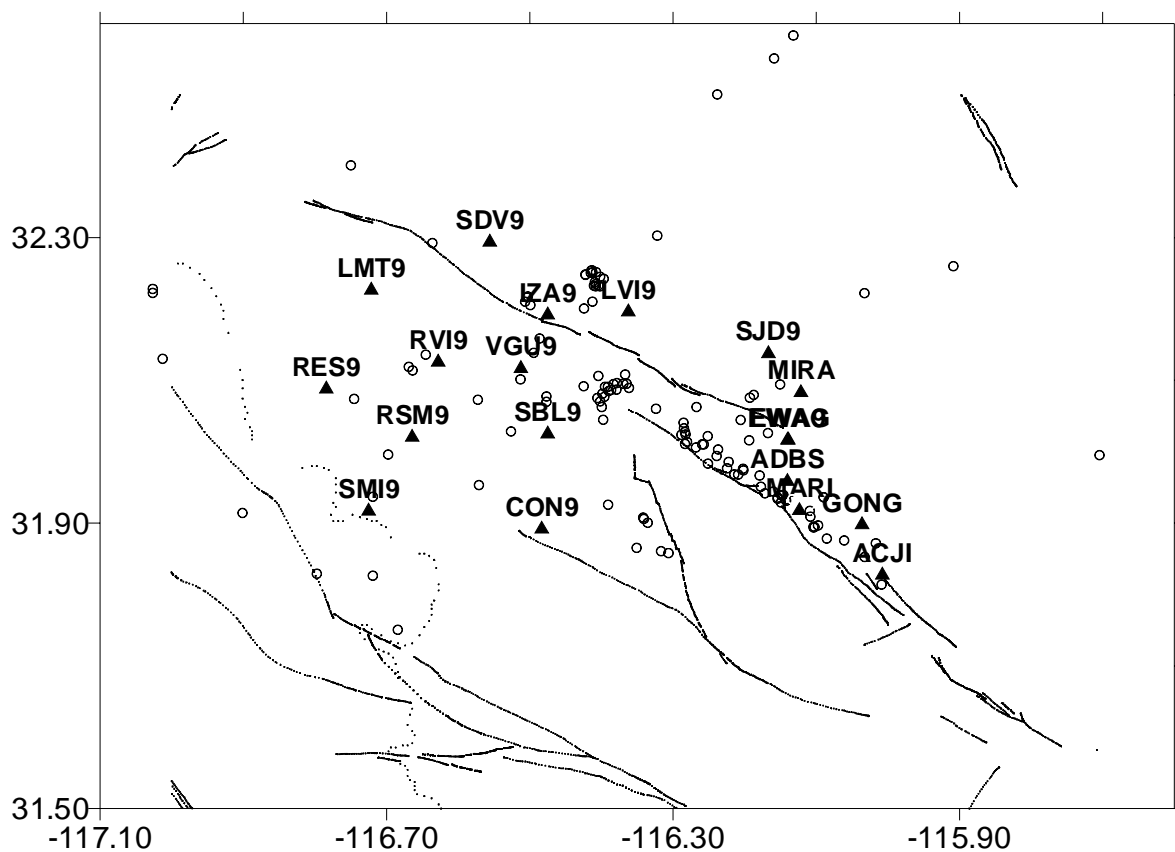 SDV9
32.30
LMT9
IZA9
LVI9
SJD9
RVI9
VGU9
RES9
MIRA
RSM9
SBL9
ADBS
SMI9
MARI
CON9
GONG
31.90
ACJI
31.50
-117.10
-116.70
-116.30
-115.90